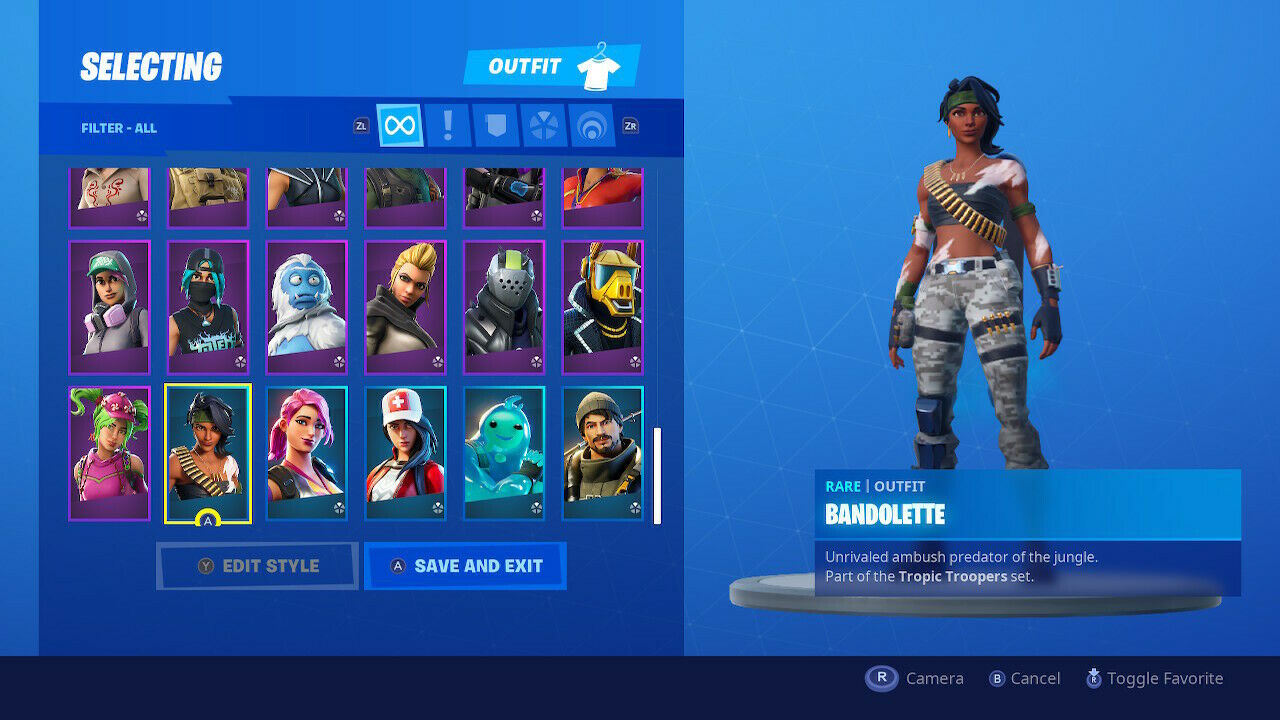 SELECTING
OUTFIT
FILTER - ALL
ZL
ZR
A
Y EDIT STYLE
A SAVE AND EXIT
RARE | OUTFIT
BANDOLETTE
Unrivaled ambush predator of the jungle.
Part of the Tropic Troopers set.
R Camera
B Cancel
R Toggle Favorite